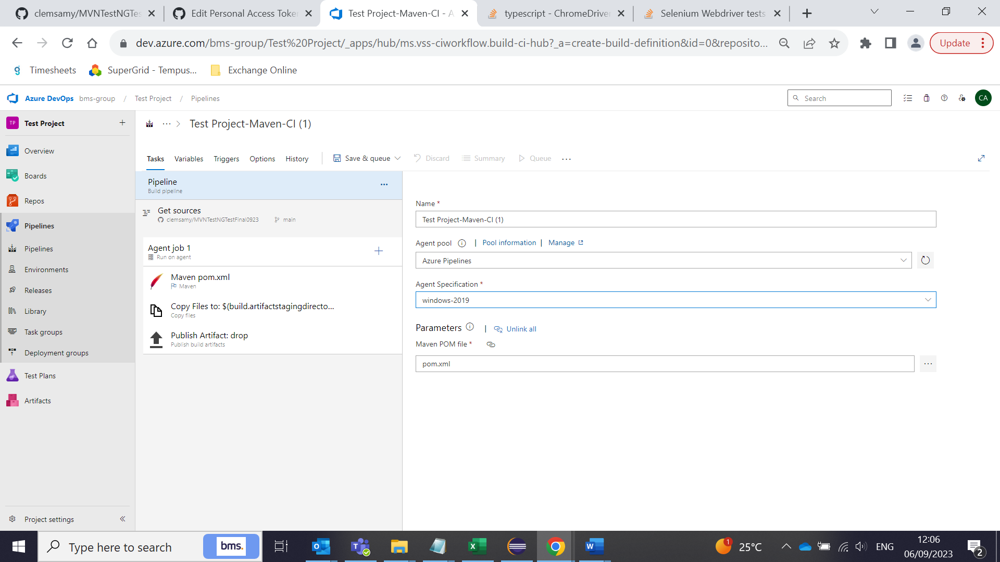 clemsamy/MVNTestNGTes
Edit Personal Access Toke
Test Project-Maven-CI - A
typescript - ChromeDriver
Selenium Webdriver tests
dev.azure.com/bms-group/Test%20Project/_apps/hub/ms.vss-ciworkflow.build-ci-hub?_a=create-build-definition&id=0&reposito...
Update
Timesheets
SuperGrid - Tempus...
Exchange Online
Azure DevOps bms-group / Test Project / Pipelines
Search
CA
TP Test Project +
Test Project-Maven-CI (1)
Overview
Boards
Repos
Pipelines
Pipelines
Environments
Releases
Library
Task groups
Deployment groups
Test Plans
Artifacts
Project settings
Tasks Variables Triggers Options History Save & queue Discard Summary Queue ...
Pipeline
Build pipeline
Get sources
clemsamy/MVNTestNGTestFinal0923 main
Agent job 1
Run on agent
Maven pom.xml
Maven
Copy Files to: $(build.artifactstagingdirecto...
Copy files
Publish Artifact: drop
Publish build artifacts
Name *
Test Project-Maven-CI (1)
Agent pool | Pool information | Manage
Azure Pipelines
Agent Specification *
windows-2019
Parameters | Unlink all
Maven POM file *
pom.xml
Type here to search
bms.
1
25°C
ENG
12:06
06/09/2023
2